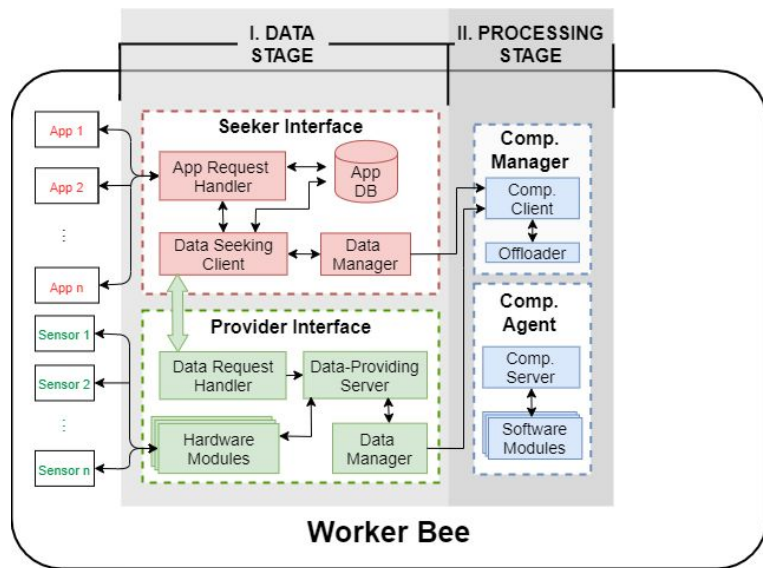 I. DATA
STAGE
II. PROCESSING
STAGE
App 1
App 2
...
App n
Sensor 1
Sensor 2
...
Sensor n
Seeker Interface
App Request
Handler
App
DB
Data Seeking
Client
Data
Manager
Provider Interface
Data Request
Handler
Data-Providing
Server
Hardware
Modules
Data
Manager
Comp.
Manager
Comp.
Client
Offloader
Comp.
Agent
Comp.
Server
Software
Modules
Worker Bee